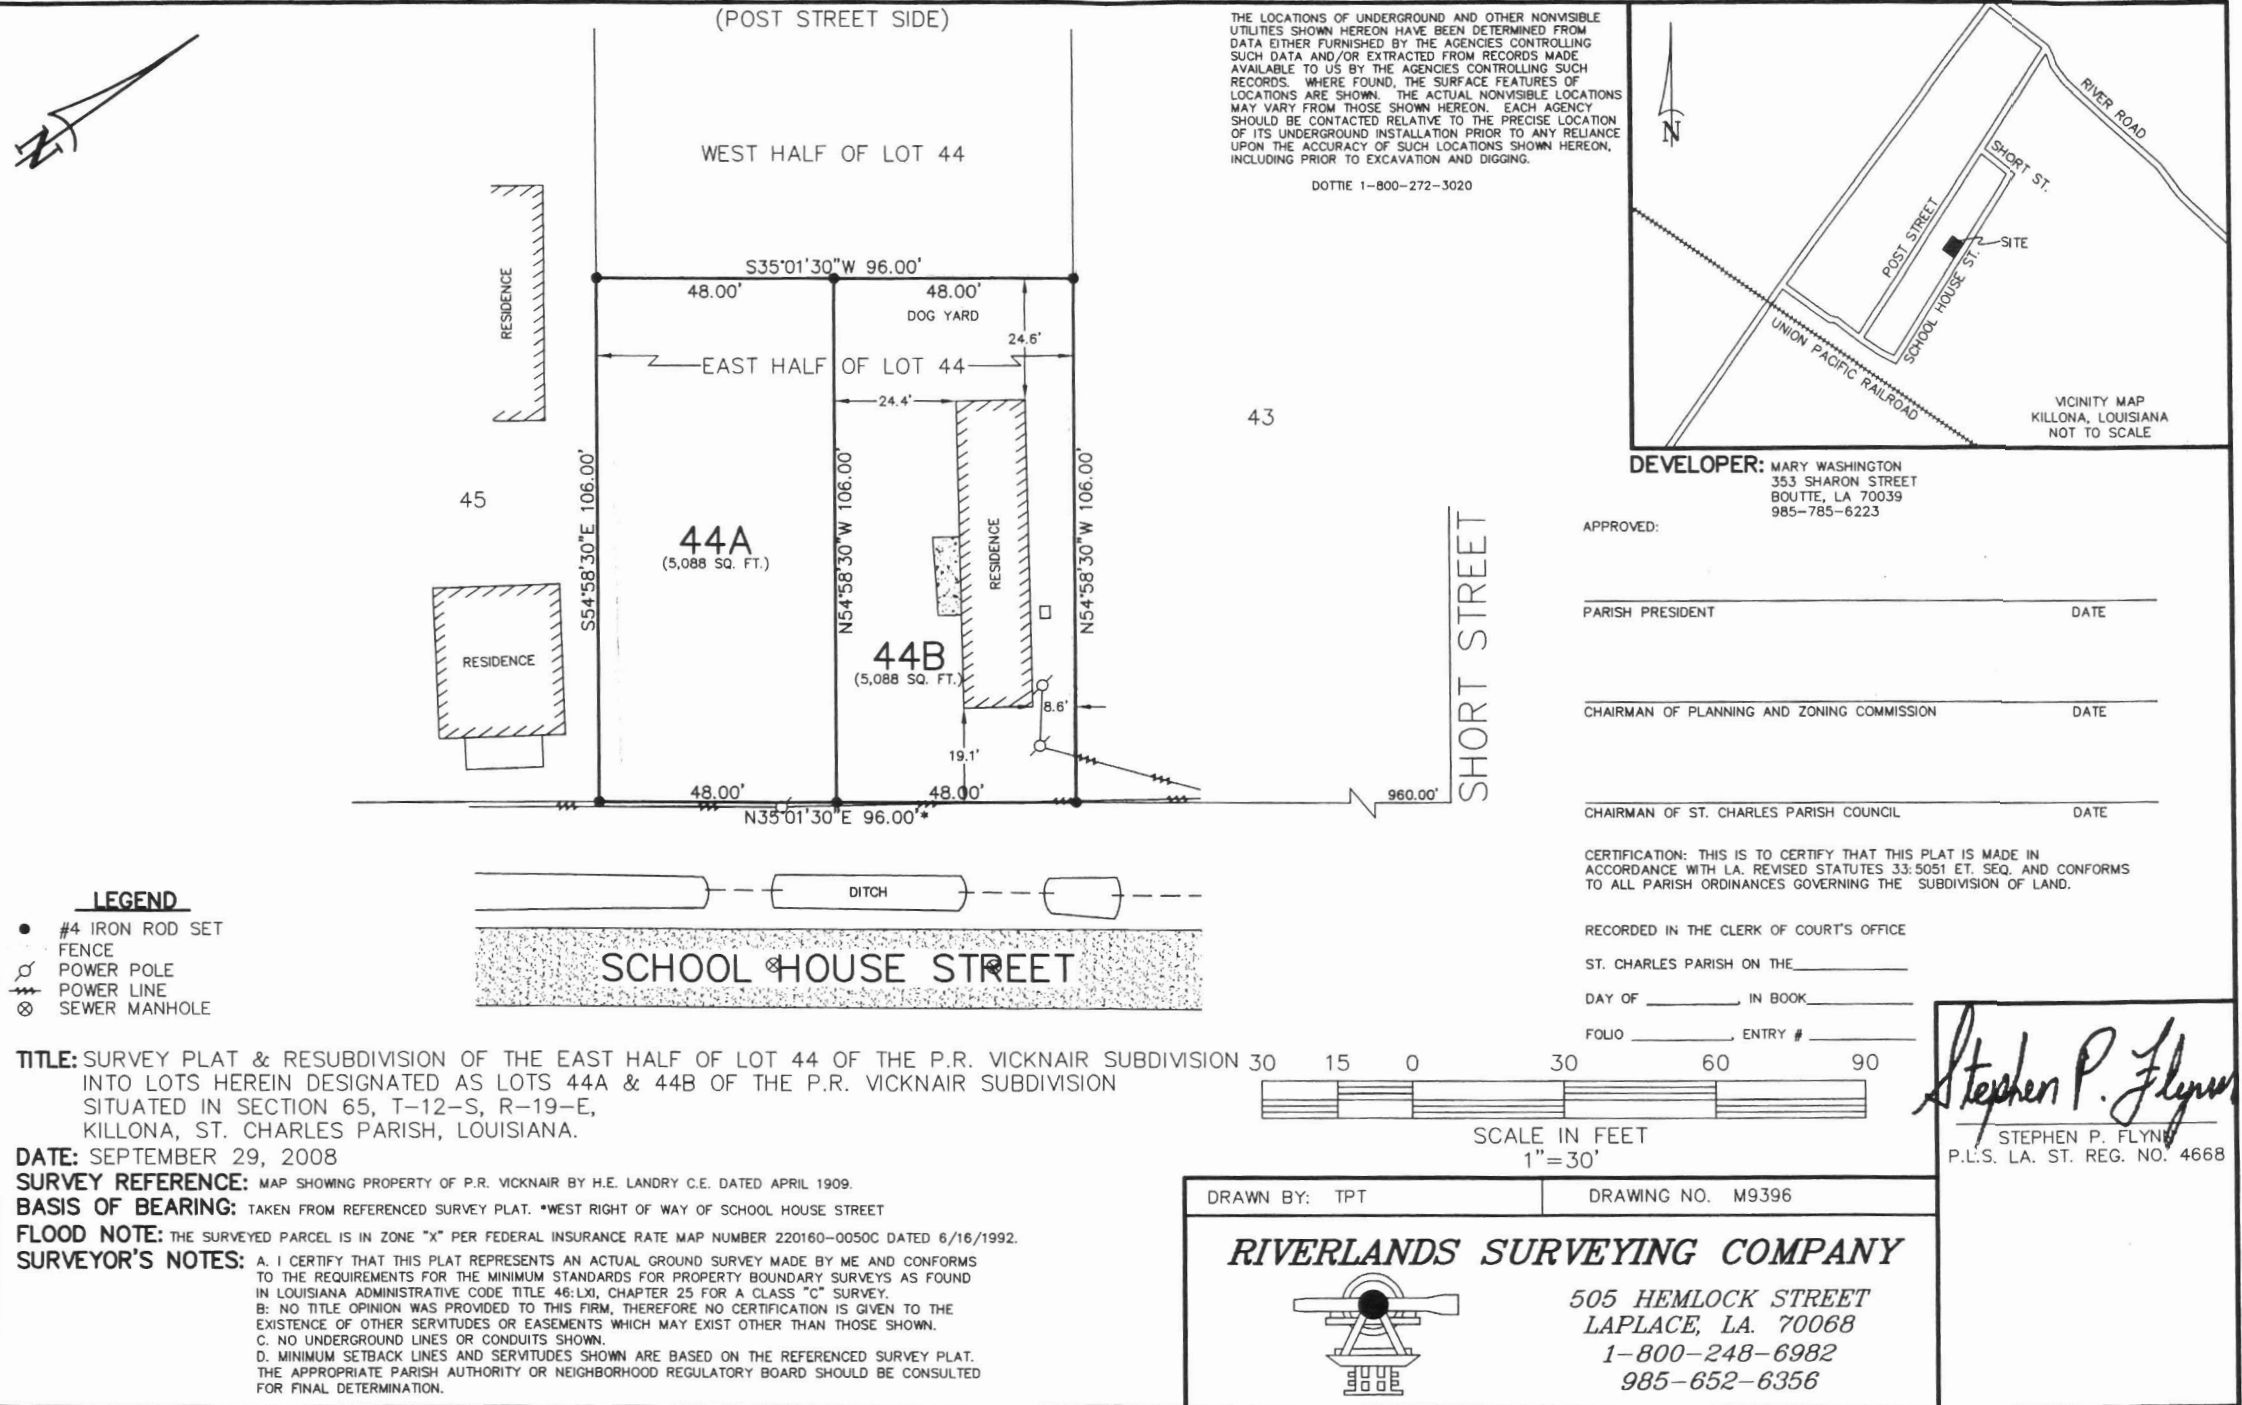 (POST STREET SIDE)
N
WEST HALF OF LOT 44
RESIDENCE
S35°01'30"W 96.00'
48.00'
48.00'
DOG YARD
24.6'
EAST HALF OF LOT 44
24.4'
43
45
S54°58'30"E 106.00'
N54°58'30"W 106.00'
N54°58'30"W 106.00'
44A
(5,088 SQ. FT.)
RESIDENCE
44B
(5,088 SQ. FT.)
RESIDENCE
8.6'
19.1'
48.00'
48.00'
N35°01'30"E 96.00'*
960.00'
SHORT STREET
DITCH
SCHOOL HOUSE STREET
THE LOCATIONS OF UNDERGROUND AND OTHER NONVISIBLE
UTILITIES SHOWN HEREON HAVE BEEN DETERMINED FROM
DATA EITHER FURNISHED BY THE AGENCIES CONTROLLING
SUCH DATA AND/OR EXTRACTED FROM RECORDS MADE
AVAILABLE TO US BY THE AGENCIES CONTROLLING SUCH
RECORDS. WHERE FOUND, THE SURFACE FEATURES OF
LOCATIONS ARE SHOWN. THE ACTUAL NONVISIBLE LOCATIONS
MAY VARY FROM THOSE SHOWN HEREON. EACH AGENCY
SHOULD BE CONTACTED RELATIVE TO THE PRECISE LOCATION
OF ITS UNDERGROUND INSTALLATION PRIOR TO ANY RELIANCE
UPON THE ACCURACY OF SUCH LOCATIONS SHOWN HEREON,
INCLUDING PRIOR TO EXCAVATION AND DIGGING.
DOTTIE 1-800-272-3020
N
RIVER ROAD
SHORT ST.
POST STREET
SITE
SCHOOL HOUSE ST.
UNION PACIFIC RAILROAD
VICINITY MAP
KILLONA, LOUISIANA
NOT TO SCALE
DEVELOPER: MARY WASHINGTON
353 SHARON STREET
BOUTTE, LA 70039
985-785-6223
APPROVED:
PARISH PRESIDENT DATE
CHAIRMAN OF PLANNING AND ZONING COMMISSION DATE
CHAIRMAN OF ST. CHARLES PARISH COUNCIL DATE
CERTIFICATION: THIS IS TO CERTIFY THAT THIS PLAT IS MADE IN
ACCORDANCE WITH LA. REVISED STATUTES 33:5051 ET. SEQ. AND CONFORMS
TO ALL PARISH ORDINANCES GOVERNING THE SUBDIVISION OF LAND.
RECORDED IN THE CLERK OF COURT'S OFFICE
ST. CHARLES PARISH ON THE
DAY OF , IN BOOK
FOLIO , ENTRY #
LEGEND
#4 IRON ROD SET
FENCE
POWER POLE
POWER LINE
SEWER MANHOLE
TITLE: SURVEY PLAT & RESUBDIVISION OF THE EAST HALF OF LOT 44 OF THE P.R. VICKNAIR SUBDIVISION
INTO LOTS HEREIN DESIGNATED AS LOTS 44A & 44B OF THE P.R. VICKNAIR SUBDIVISION
SITUATED IN SECTION 65, T-12-S, R-19-E,
KILLONA, ST. CHARLES PARISH, LOUISIANA.
DATE: SEPTEMBER 29, 2008
SURVEY REFERENCE: MAP SHOWING PROPERTY OF P.R. VICKNAIR BY H.E. LANDRY C.E. DATED APRIL 1909.
BASIS OF BEARING: TAKEN FROM REFERENCED SURVEY PLAT. *WEST RIGHT OF WAY OF SCHOOL HOUSE STREET
FLOOD NOTE: THE SURVEYED PARCEL IS IN ZONE "X" PER FEDERAL INSURANCE RATE MAP NUMBER 220160-0050C DATED 6/16/1992.
SURVEYOR'S NOTES: A. I CERTIFY THAT THIS PLAT REPRESENTS AN ACTUAL GROUND SURVEY MADE BY ME AND CONFORMS
TO THE REQUIREMENTS FOR THE MINIMUM STANDARDS FOR PROPERTY BOUNDARY SURVEYS AS FOUND
IN LOUISIANA ADMINISTRATIVE CODE TITLE 46:LXI, CHAPTER 25 FOR A CLASS "C" SURVEY.
B: NO TITLE OPINION WAS PROVIDED TO THIS FIRM, THEREFORE NO CERTIFICATION IS GIVEN TO THE
EXISTENCE OF OTHER SERVITUDES OR EASEMENTS WHICH MAY EXIST OTHER THAN THOSE SHOWN.
C. NO UNDERGROUND LINES OR CONDUITS SHOWN.
D. MINIMUM SETBACK LINES AND SERVITUDES SHOWN ARE BASED ON THE REFERENCED SURVEY PLAT.
THE APPROPRIATE PARISH AUTHORITY OR NEIGHBORHOOD REGULATORY BOARD SHOULD BE CONSULTED
FOR FINAL DETERMINATION.
30 15 0 30 60 90
SCALE IN FEET
1"=30'
Stephen P. Flynn
STEPHEN P. FLYNN
P.L.S. LA. ST. REG. NO. 4668
DRAWN BY: TPT
DRAWING NO. M9396
RIVERLANDS SURVEYING COMPANY
505 HEMLOCK STREET
LAPLACE, LA. 70068
1-800-248-6982
985-652-6356